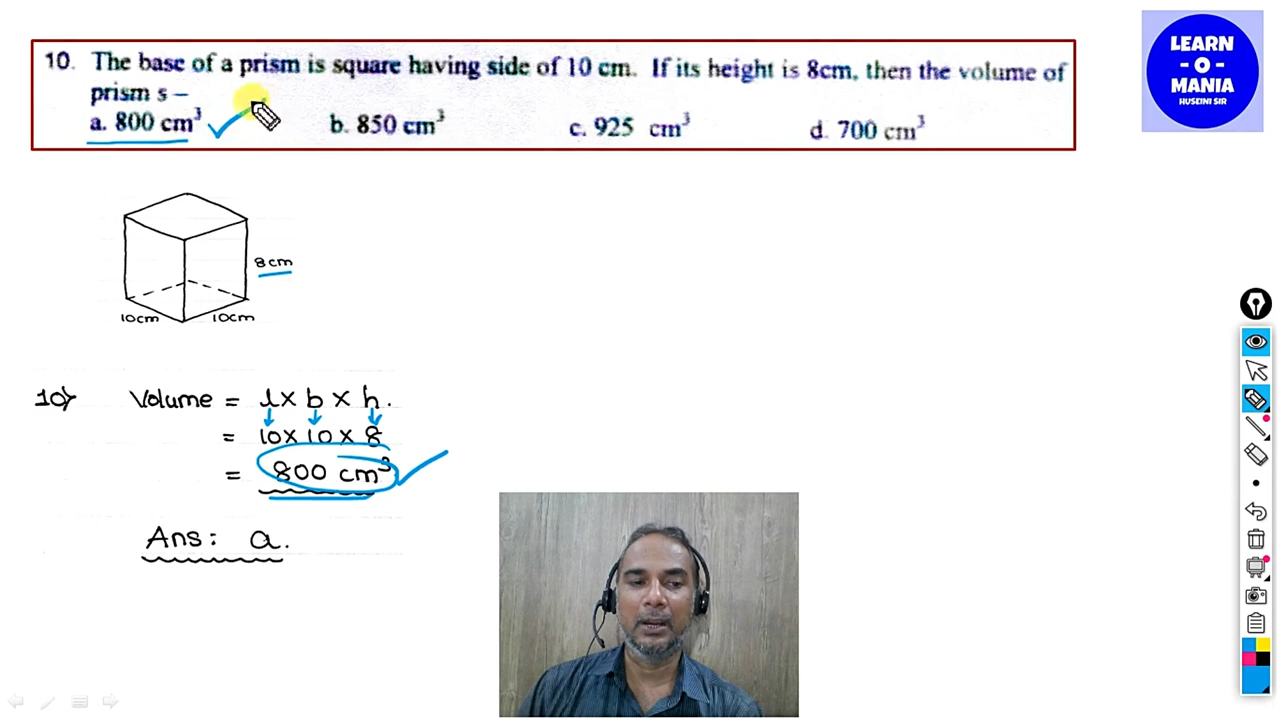 10. The base of a prism is square having side of 10 cm. If its height is 8cm, then the volume of
prism s –
a. 800 cm³ b. 850 cm³ c. 925 cm³ d. 700 cm³
LEARN
- O -
MANIA
HUSEINI SIR
8cm
10cm 10cm
10) Volume = l × b × h.
= 10 × 10 × 8
= 800 cm³
Ans: a.